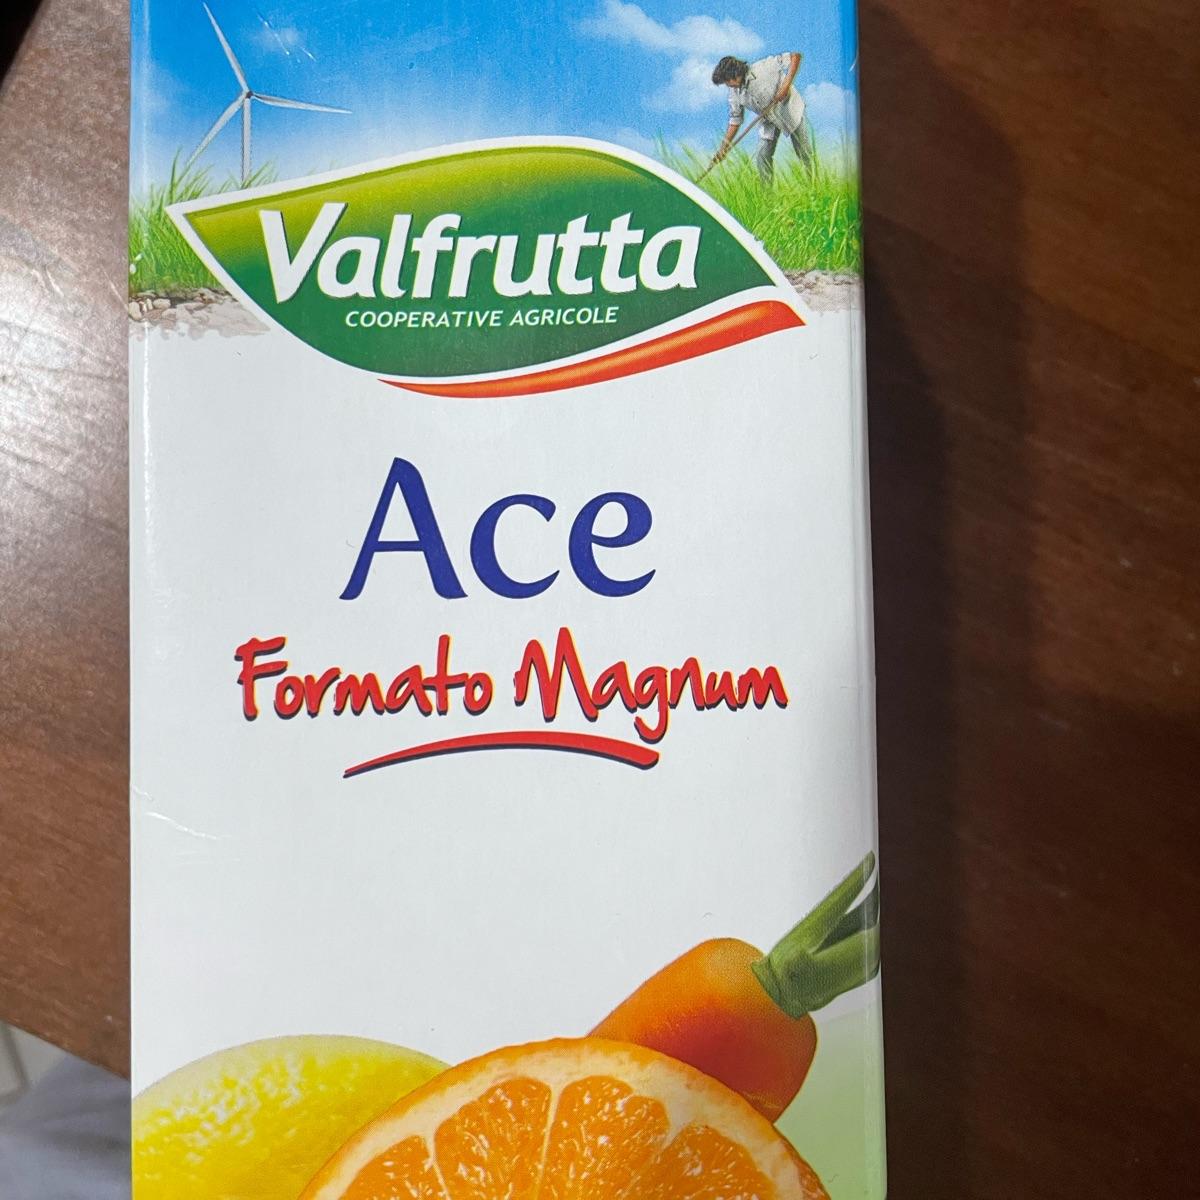 Valfrutta
COOPERATIVE AGRICOLE
Ace
Formato Magnum